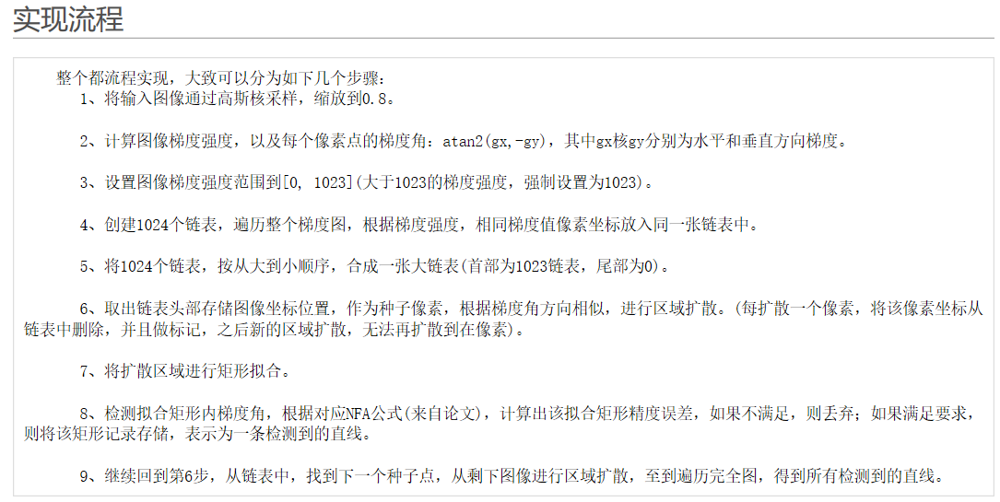 实现流程
整个都流程实现，大致可以分为如下几个步骤：
1、将输入图像通过高斯核采样，缩放到0.8。
2、计算图像梯度强度，以及每个像素点的梯度角：atan2(gx,-gy)，其中gx核gy分别为水平和垂直方向梯度。
3、设置图像梯度强度范围到[0, 1023](大于1023的梯度强度，强制设置为1023)。
4、创建1024个链表，遍历整个梯度图，根据梯度强度，相同梯度值像素坐标放入同一张链表中。
5、将1024个链表，按从大到小顺序，合成一张大链表(首部为1023链表，尾部为0)。
6、取出链表头部存储图像坐标位置，作为种子像素，根据梯度角方向相似，进行区域扩散。(每扩散一个像素，将该像素坐标从
链表中删除，并且做标记，之后新的区域扩散，无法再扩散到在像素)。
7、将扩散区域进行矩形拟合。
8、检测拟合矩形内梯度角，根据对应NFA公式(来自论文)，计算出该拟合矩形精度误差，如果不满足，则丢弃；如果满足要求，
则将该矩形记录存储，表示为一条检测到的直线。
9、继续回到第6步，从链表中，找到下一个种子点，从剩下图像进行区域扩散，至到遍历完全图，得到所有检测到的直线。